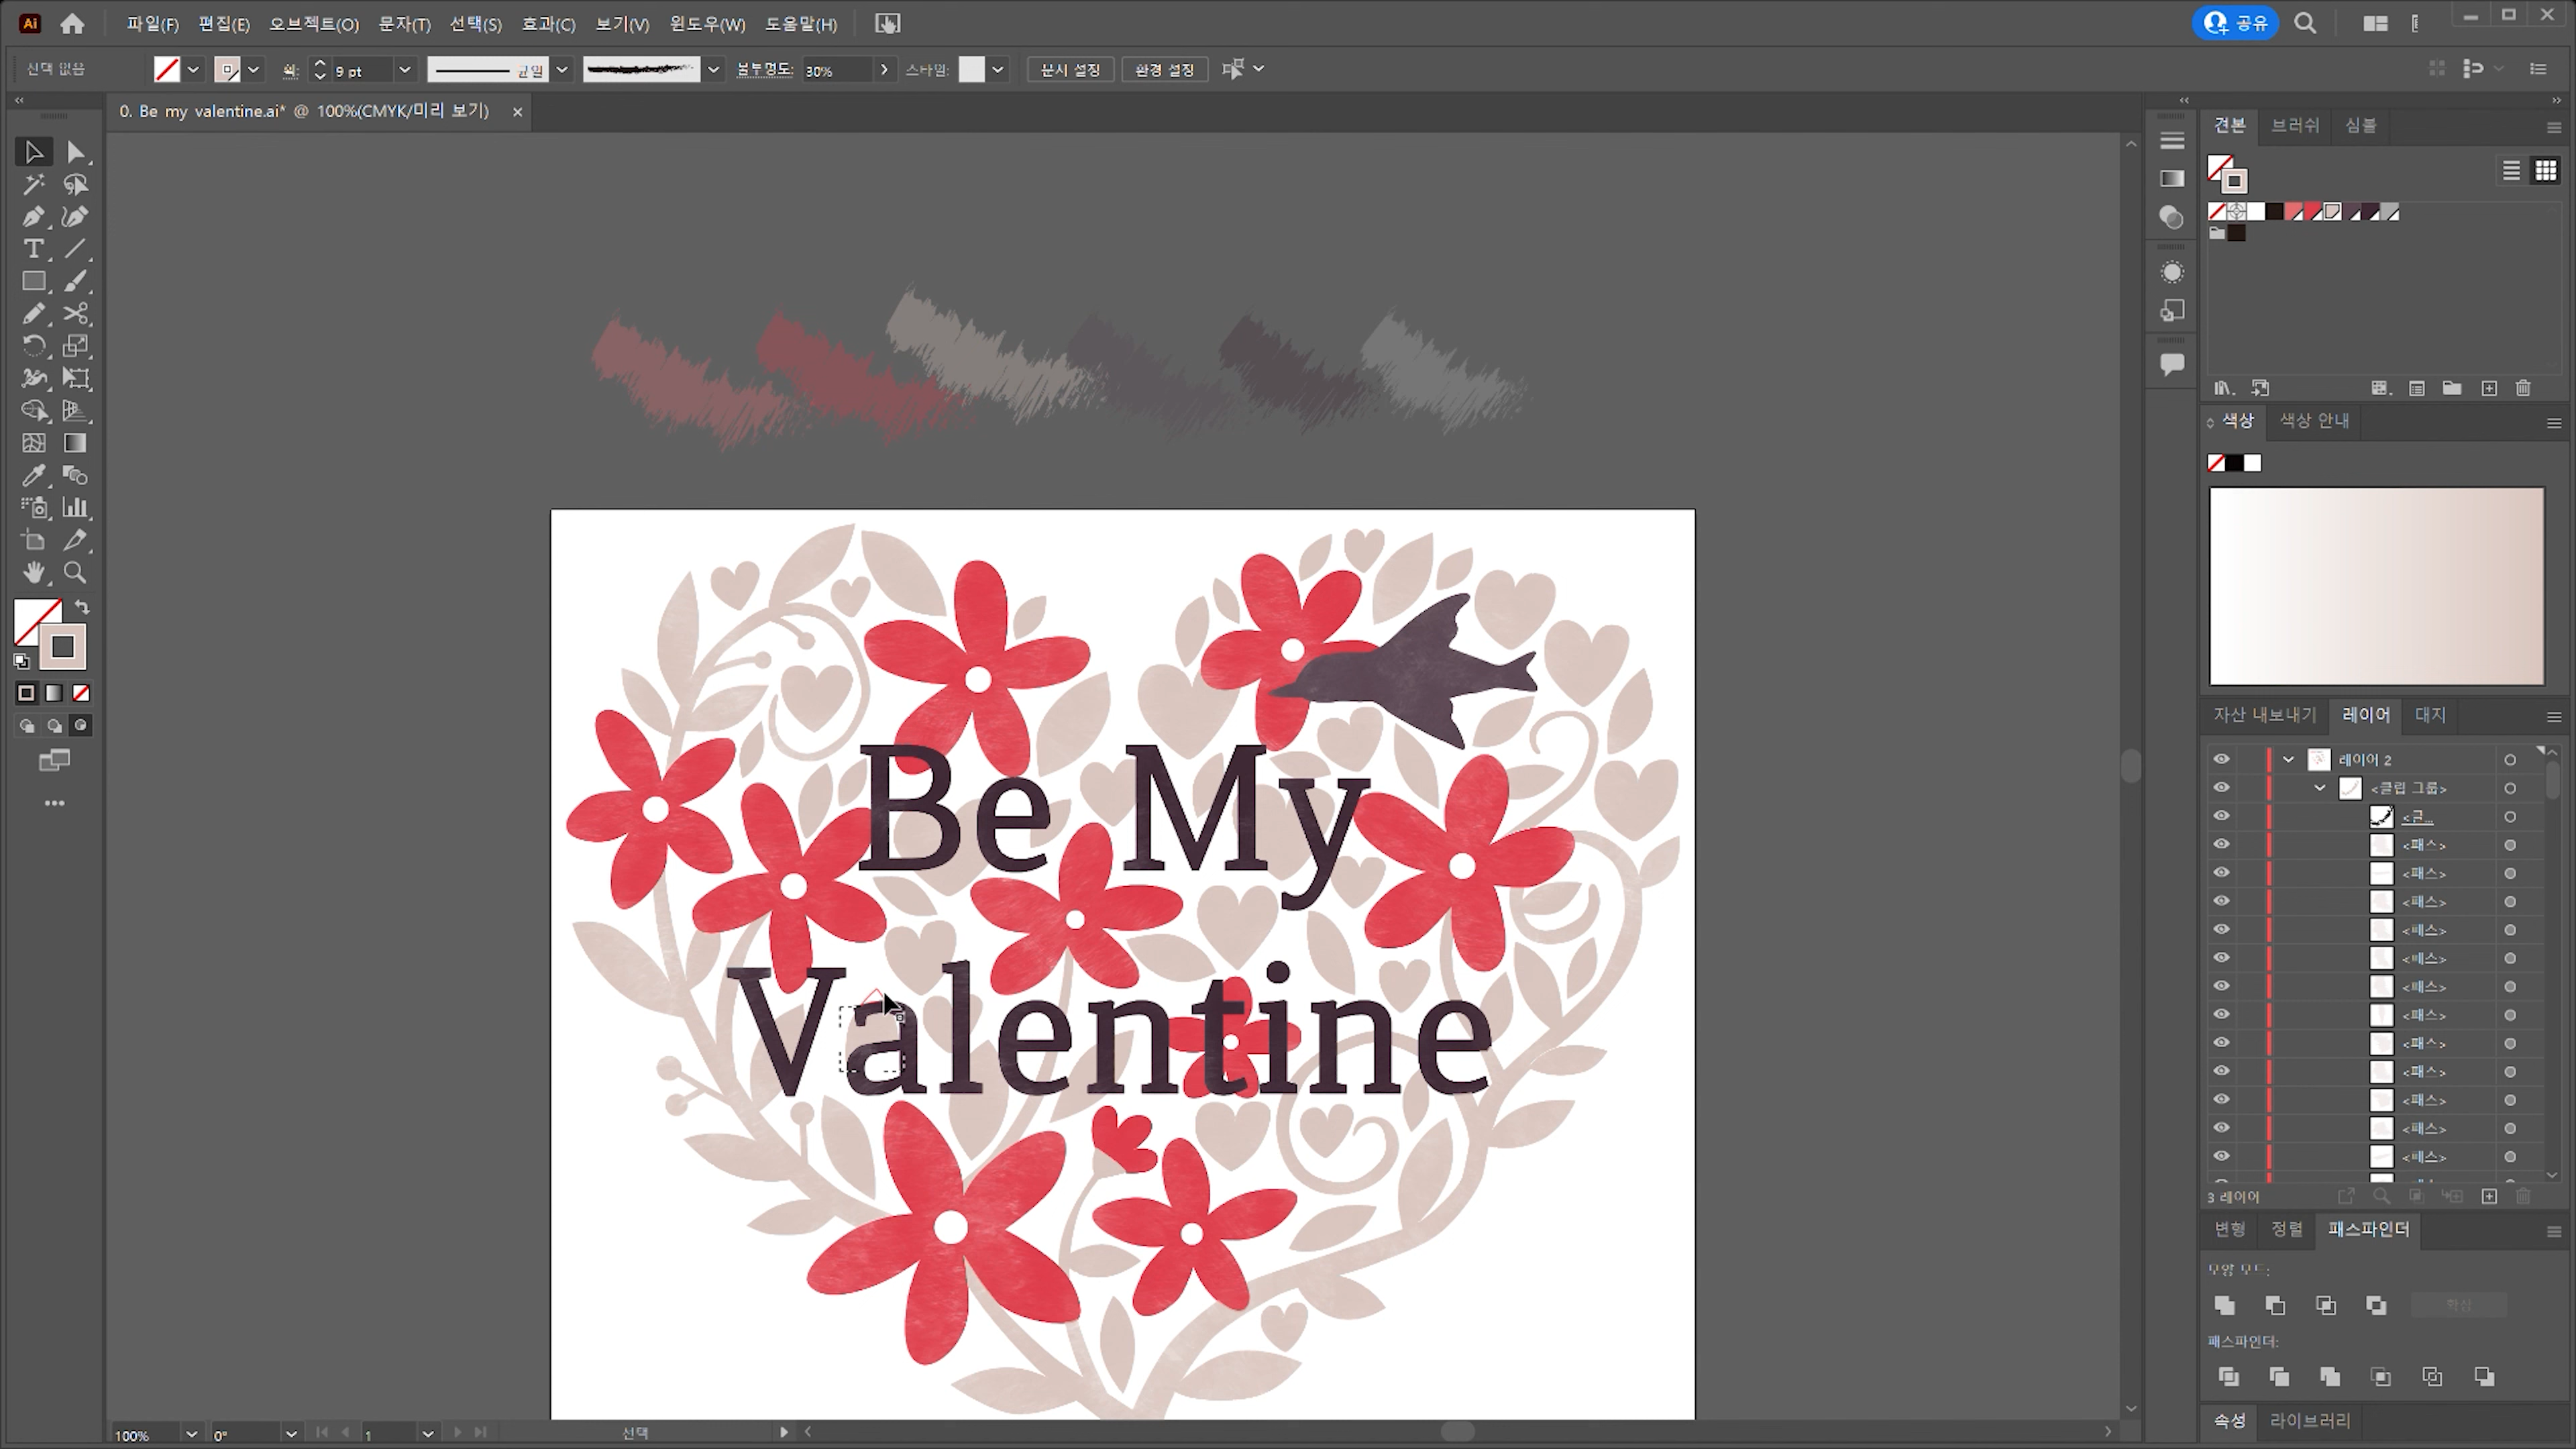 Ai 파일(F) 편집(E) 오브젝트(O) 문자(T) 선택(S) 효과(C) 보기(V) 윈도우(W) 도움말(H) 공유
선택 없음 획: 9 pt 균일 불투명도: 30% 스타일: 문서 설정 환경 설정
0. Be my valentine.ai* @ 100%(CMYK/미리 보기)
견본 브러쉬 심볼
색상 색상 안내
Be My
Valentine
자산 내보내기 레이어 대지
레이어 2
<클립 그룹>
<패스>
<패스>
<패스>
<패스>
<패스>
<패스>
<패스>
<패스>
<패스>
<패스>
<패스>
<패스>
3 레이어
변형 정렬 패스파인더
모양 모드:
확장
패스파인더:
속성 라이브러리
100% 0° 1 선택